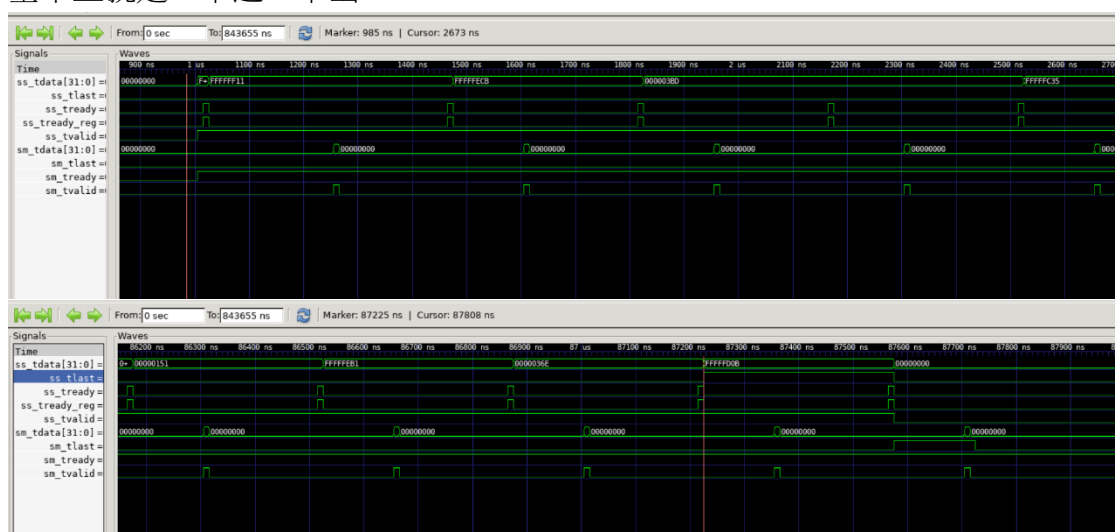 From: 0 sec To: 843655 ns Marker: 985 ns | Cursor: 2673 ns
Signals Waves
Time 900 ns 1 us 1100 ns 1200 ns 1300 ns 1400 ns 1500 ns 1600 ns 1700 ns 1800 ns 1900 ns 2 us 2100 ns 2200 ns 2300 ns 2400 ns 2500 ns 2600 ns 270
ss_tdata[31:0] = 00000000 F+ FFFFFF11 FFFFFECB 000003BD FFFFFC35
ss_tlast =
ss_tready =
ss_tready_reg =
ss_tvalid =
sm_tdata[31:0] = 00000000 00000000 00000000 00000000 00000000 000
sm_tlast =
sm_tready =
sm_tvalid =
From: 0 sec To: 843655 ns Marker: 87225 ns | Cursor: 87808 ns
Signals Waves
Time 86200 ns 86300 ns 86400 ns 86500 ns 86600 ns 86700 ns 86800 ns 86900 ns 87 us 87100 ns 87200 ns 87300 ns 87400 ns 87500 ns 87600 ns 87700 ns 87800 ns 87900 ns
ss_tdata[31:0] = 0+ 00000151 FFFFFEB1 0000036E FFFFFD0B 00000000
ss_tlast =
ss_tready =
ss_tready_reg =
ss_tvalid =
sm_tdata[31:0] = 00000000 00000000 00000000 00000000 00000000 00000000
sm_tlast =
sm_tready =
sm_tvalid =